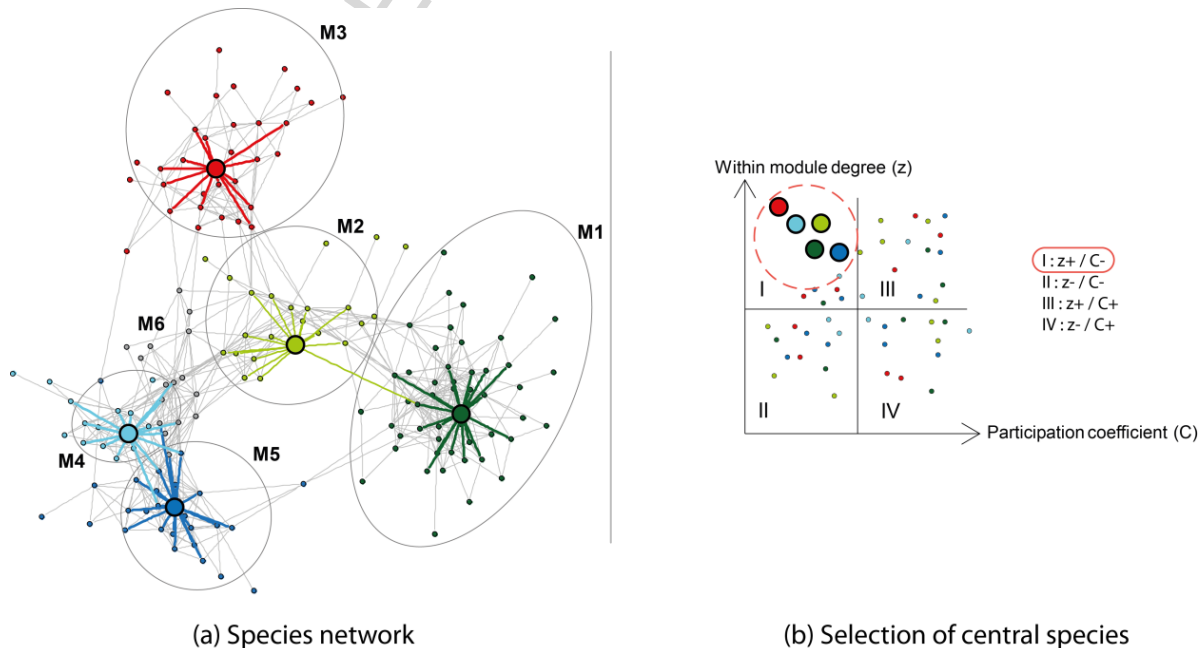 M3
M2
M1
M6
M4
M5
(a) Species network
Within module degree (z)
I
III
II
IV
Participation coefficient (C)
I : z+ / C-
II : z- / C-
III : z+ / C+
IV : z- / C+
(b) Selection of central species